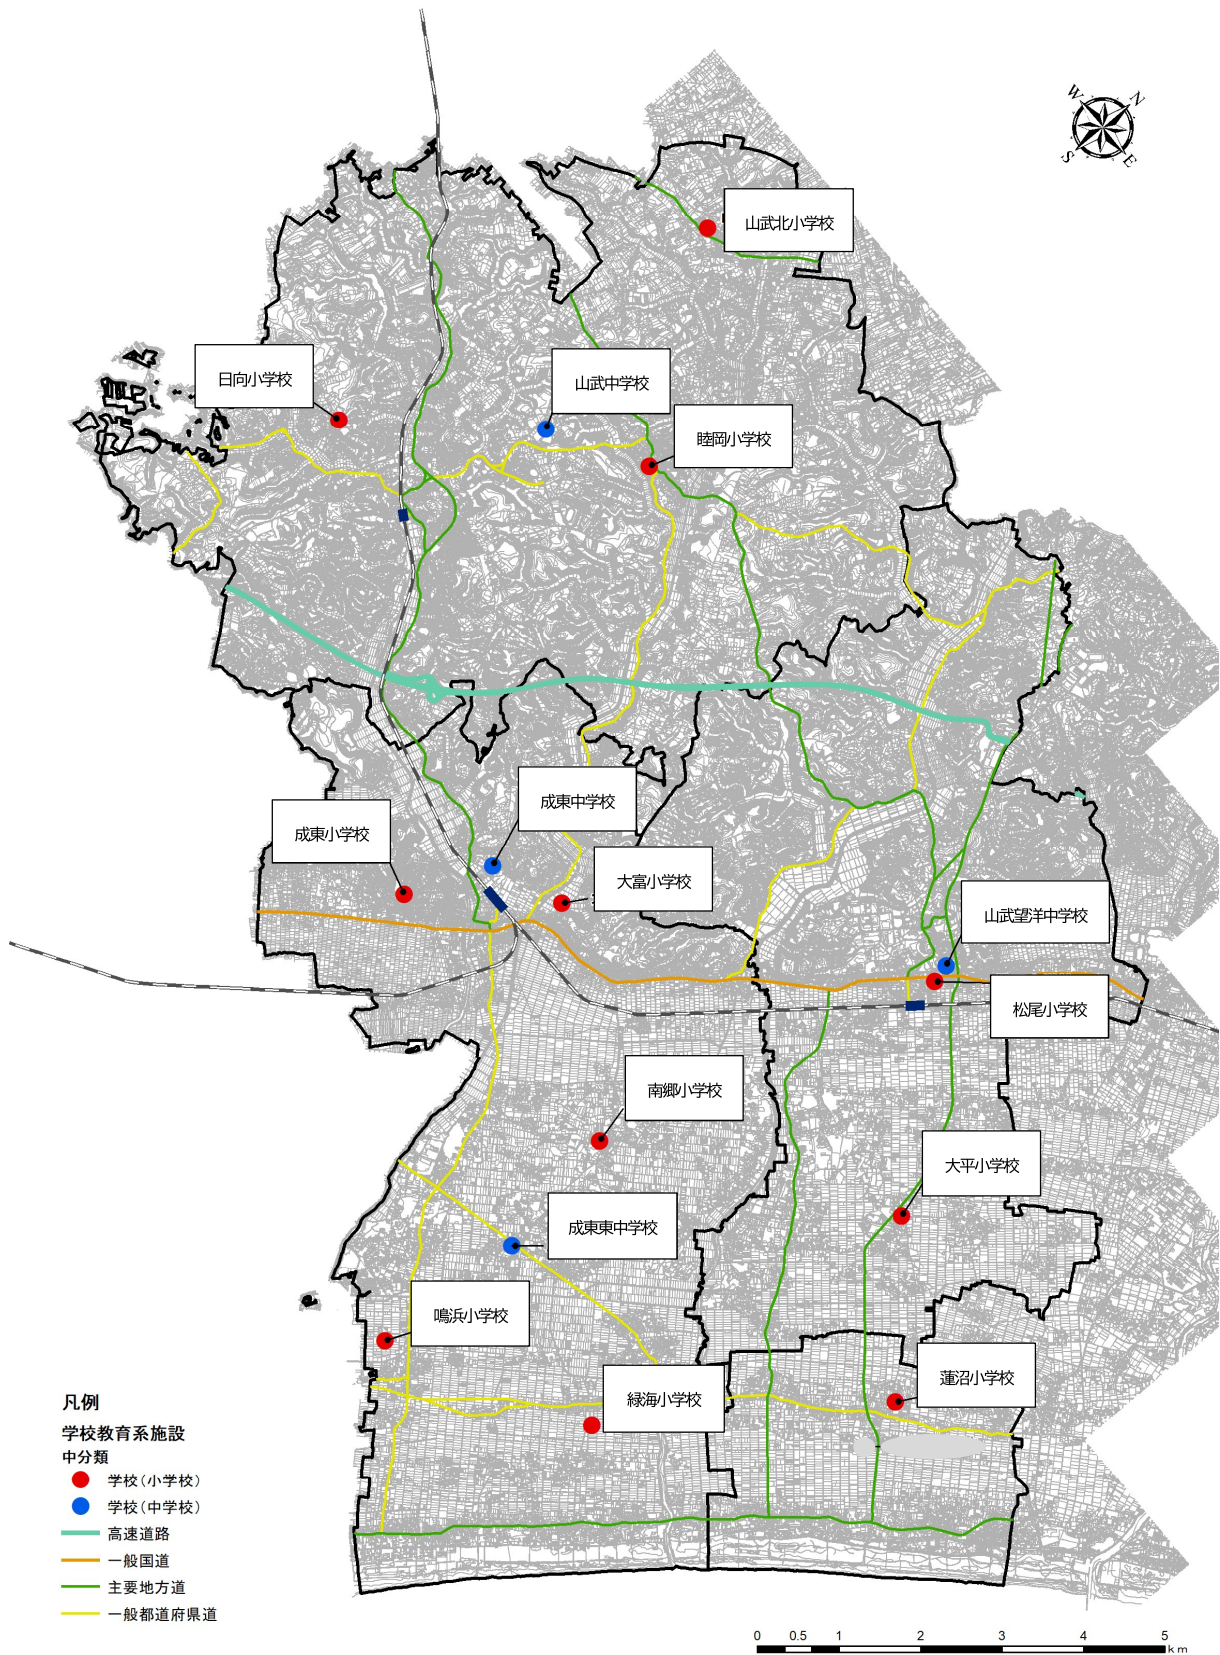 W
N
S
E
山武北小学校
日向小学校
山武中学校
睦岡小学校
成東中学校
成東小学校
大富小学校
山武望洋中学校
松尾小学校
南郷小学校
大平小学校
成東東中学校
鳴浜小学校
緑海小学校
蓮沼小学校
凡例
学校教育系施設
中分類
学校(小学校)
学校(中学校)
高速道路
一般国道
主要地方道
一般都道府県道
0 0.5 1 2 3 4 5
km